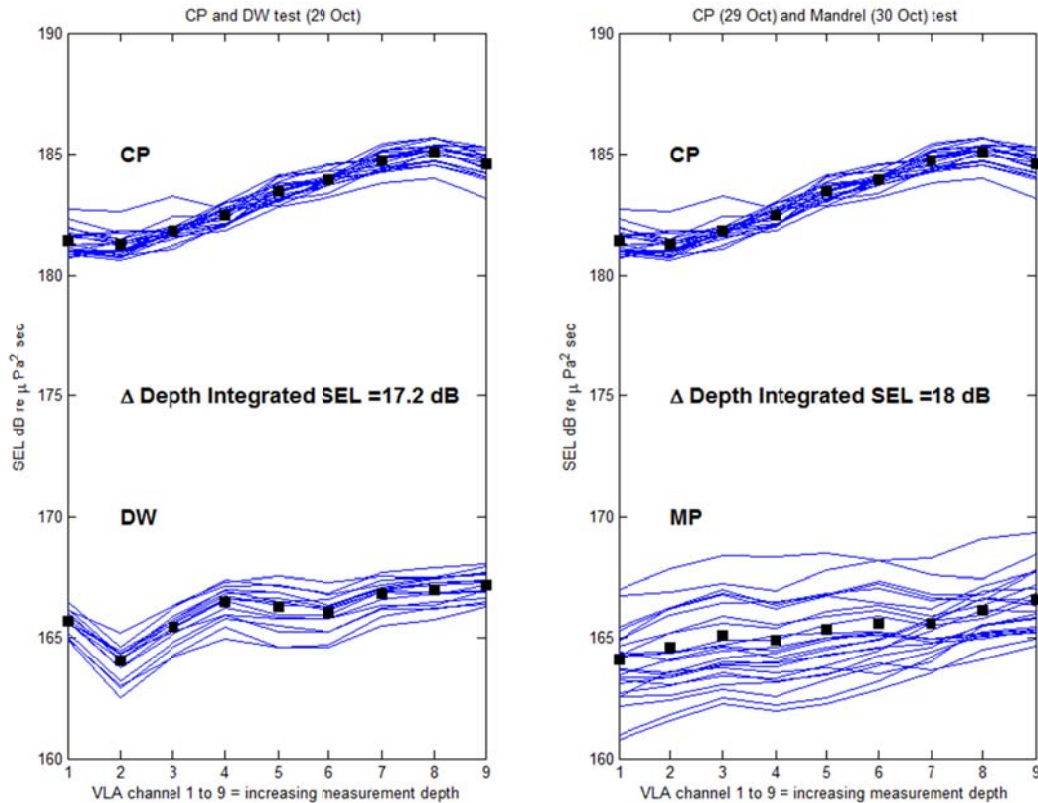 CP and DW test (29 Oct)
190
185
180
175
170
165
160
SEL dB re μ Pa² sec
CP
Δ Depth Integrated SEL =17.2 dB
DW
1 2 3 4 5 6 7 8 9
VLA channel 1 to 9 = increasing measurement depth
CP (29 Oct) and Mandrel (30 Oct) test
190
185
180
175
170
165
160
SEL dB re μ Pa² sec
CP
Δ Depth Integrated SEL =18 dB
MP
1 2 3 4 5 6 7 8 9
VLA channel 1 to 9 = increasing measurement depth